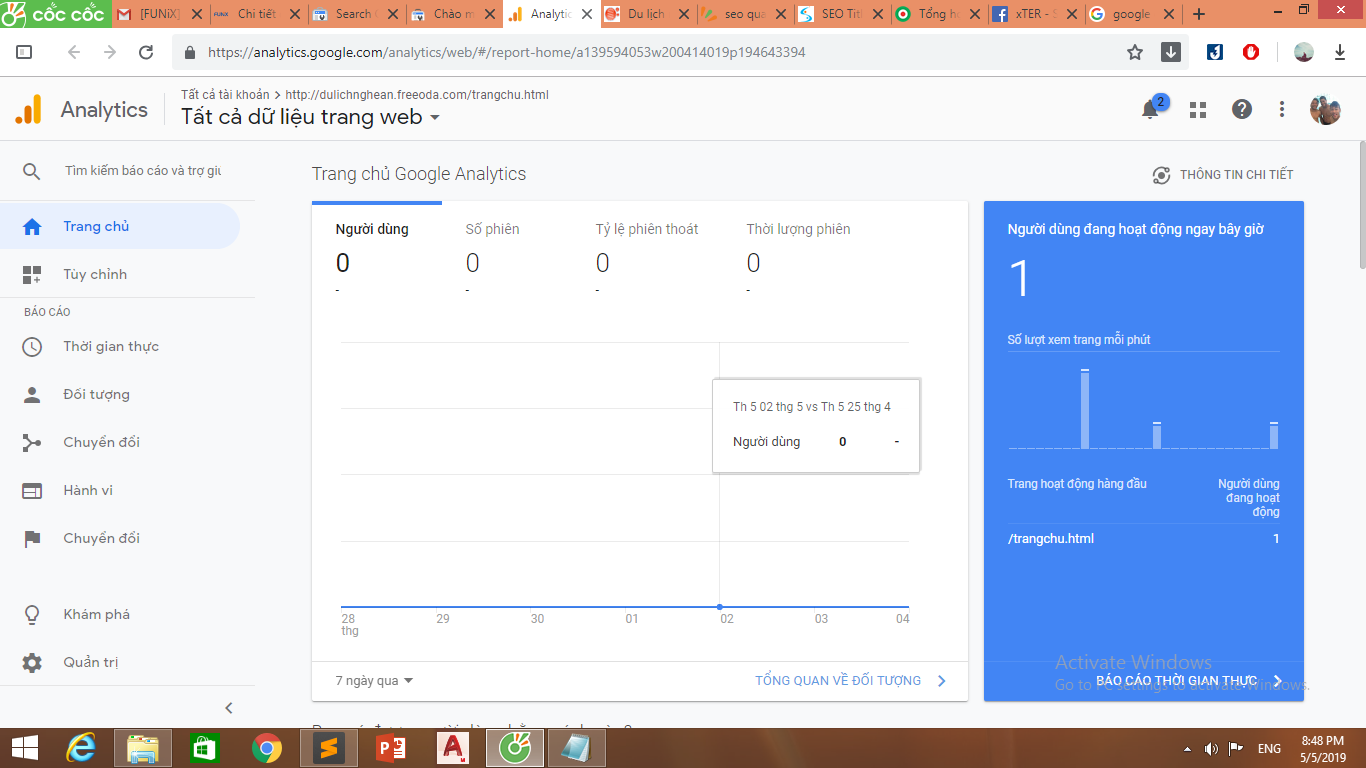 cốc cốc
[FUNiX]
Chi tiết
Search
Chào m
Analytic
Du lịch
seo qua
SEO Titl
Tổng h
xTER - S
google
https://analytics.google.com/analytics/web/#/report-home/a139594053w200414019p194643394
Analytics
Tất cả tài khoản > http://dulichnghean.freeoda.com/trangchu.html
Tất cả dữ liệu trang web
2
Tìm kiếm báo cáo và trợ giú
Trang chủ
Tùy chỉnh
BÁO CÁO
Thời gian thực
Đối tượng
Chuyển đổi
Hành vi
Chuyển đổi
Khám phá
Quản trị
Trang chủ Google Analytics
THÔNG TIN CHI TIẾT
Người dùng Số phiên Tỷ lệ phiên thoát Thời lượng phiên
0 0 0 0
- - - -
Th 5 02 thg 5 vs Th 5 25 thg 4
Người dùng 0 -
28 29 30 01 02 03 04
thg
7 ngày qua
TỔNG QUAN VỀ ĐỐI TƯỢNG
Người dùng đang hoạt động ngay bây giờ
1
Số lượt xem trang mỗi phút
Trang hoạt động hàng đầu
Người dùng
đang hoạt
động
/trangchu.html 1
Activate Windows
Go to PC settings to activate Windows.
BÁO CÁO THỜI GIAN THỰC
ENG
8:48 PM
5/5/2019